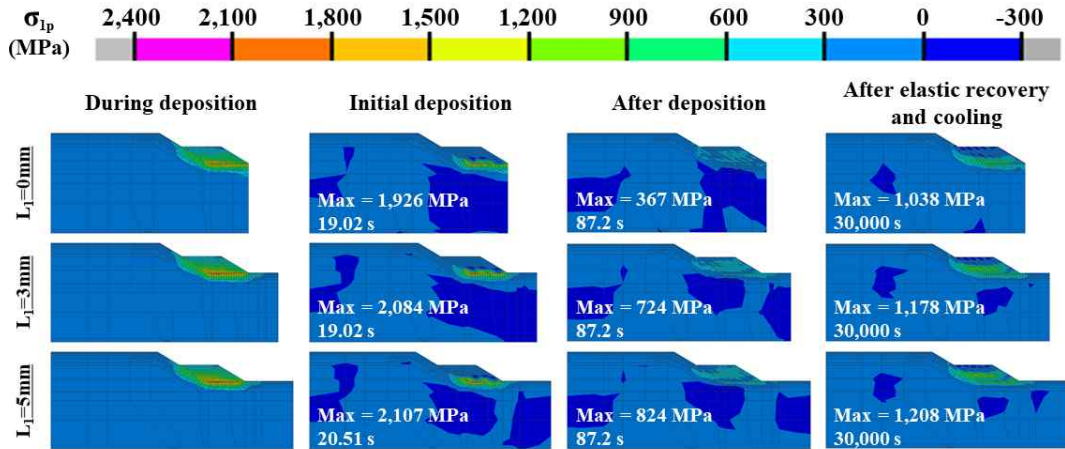 σ1p 2,400 2,100 1,800 1,500 1,200 900 600 300 0 -300
(MPa)
During deposition Initial deposition After deposition After elastic recovery
and cooling
L1=0mm
Max = 1,926 MPa Max = 367 MPa Max = 1,038 MPa
19.02 s 87.2 s 30,000 s
L1=3mm
Max = 2,084 MPa Max = 724 MPa Max = 1,178 MPa
19.02 s 87.2 s 30,000 s
L1=5mm
Max = 2,107 MPa Max = 824 MPa Max = 1,208 MPa
20.51 s 87.2 s 30,000 s